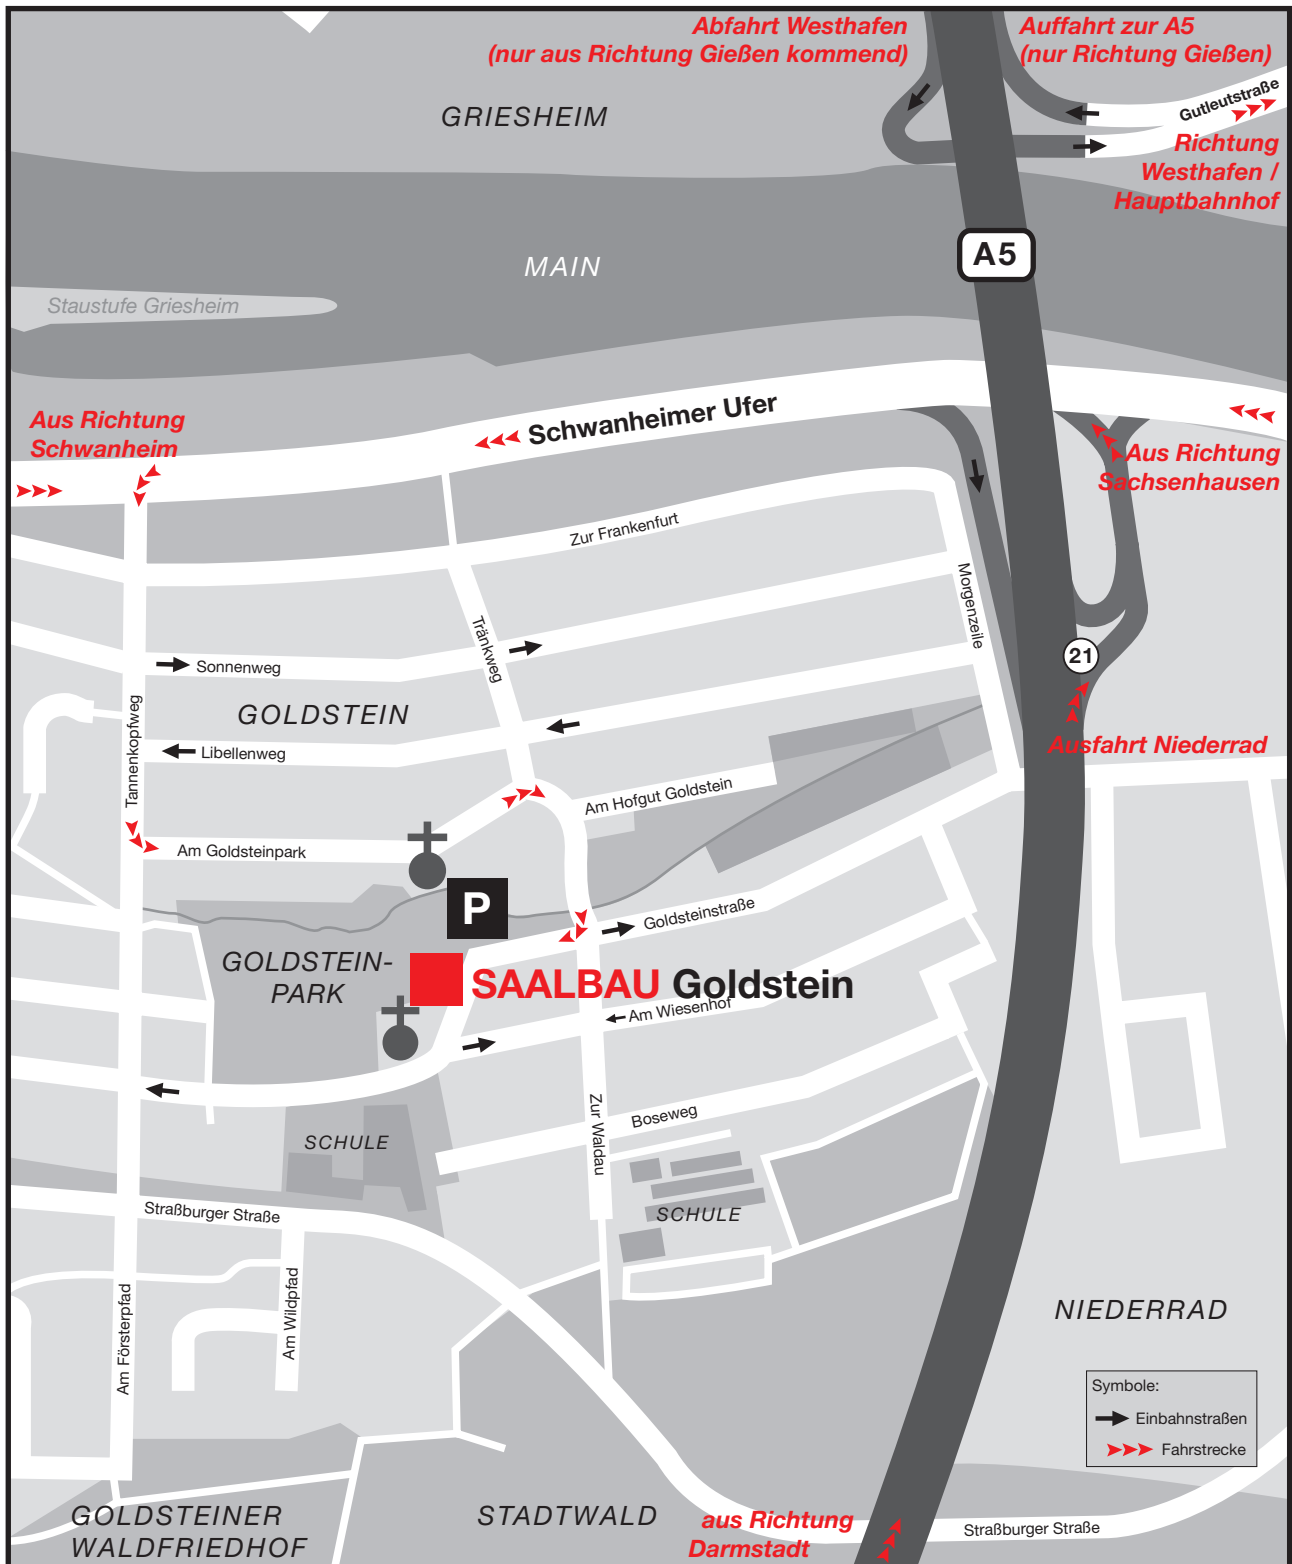 Abfahrt Westhafen
(nur aus Richtung Gießen kommend)
Auffahrt zur A5
(nur Richtung Gießen)
Gutleutstraße
GRIESHEIM
Richtung
Westhafen /
Hauptbahnhof
A5
MAIN
Staustufe Griesheim
Aus Richtung
Schwanheim
Schwanheimer Ufer
Aus Richtung
Sachsenhausen
Zur Frankenfurt
Morgenzeile
Tränkweg
Sonnenweg
21
GOLDSTEIN
Tannenkopfweg
Libellenweg
Ausfahrt Niederrad
Am Hofgut Goldstein
Am Goldsteinpark
P
Goldsteinstraße
GOLDSTEIN-
PARK
SAALBAU Goldstein
Am Wiesenhof
Zur Waldau
Boseweg
SCHULE
Straßburger Straße
SCHULE
Am Försterpfad
Am Wildpfad
NIEDERRAD
Symbole:
Einbahnstraßen
Fahrstrecke
GOLDSTEINER
WALDFRIEDHOF
STADTWALD
aus Richtung
Darmstadt
Straßburger Straße